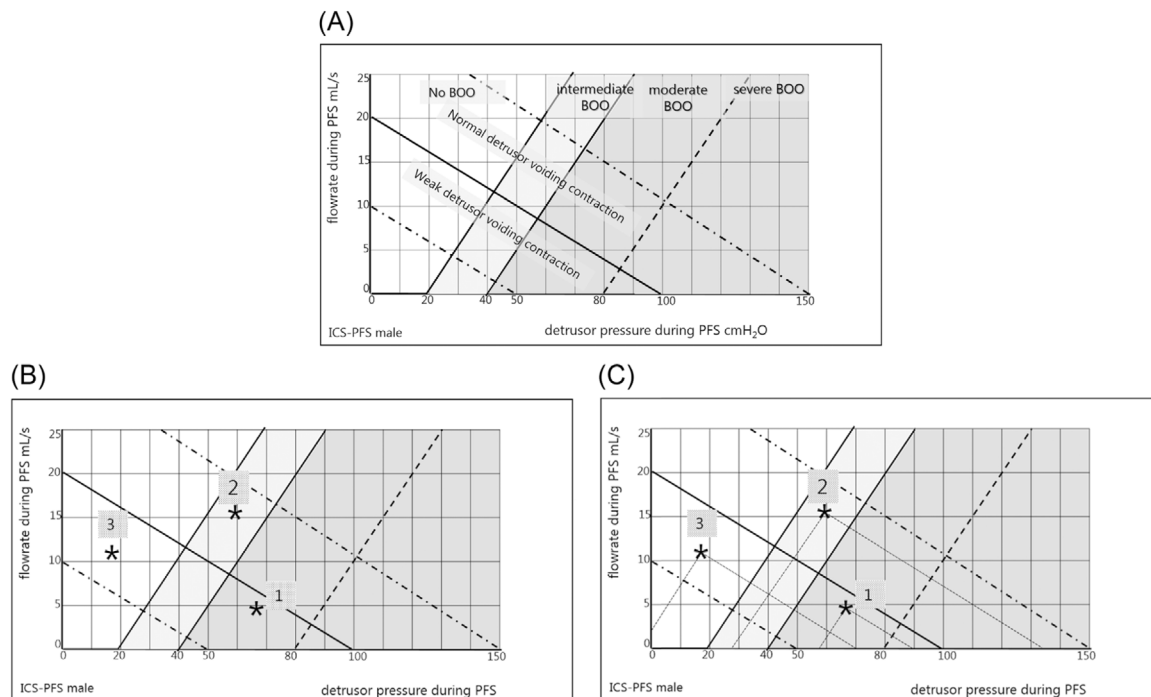 (A)
flowrate during PFS mL/s
25
20
15
10
5
0
No BOO
intermediate
BOO
moderate
BOO
severe BOO
Normal detrusor voiding contraction
Weak detrusor voiding contraction
0 20 40 50 80 100 150
ICS-PFS male
detrusor pressure during PFS cmH₂O
(B)
flowrate during PFS mL/s
25
20
15
10
5
0
3
2
*
*
1
*
0 20 40 50 80 100 150
ICS-PFS male
detrusor pressure during PFS
(C)
flowrate during PFS mL/s
25
20
15
10
5
0
3
2
*
*
1
*
0 20 40 50 80 100 150
ICS-PFS male
detrusor pressure during PFS